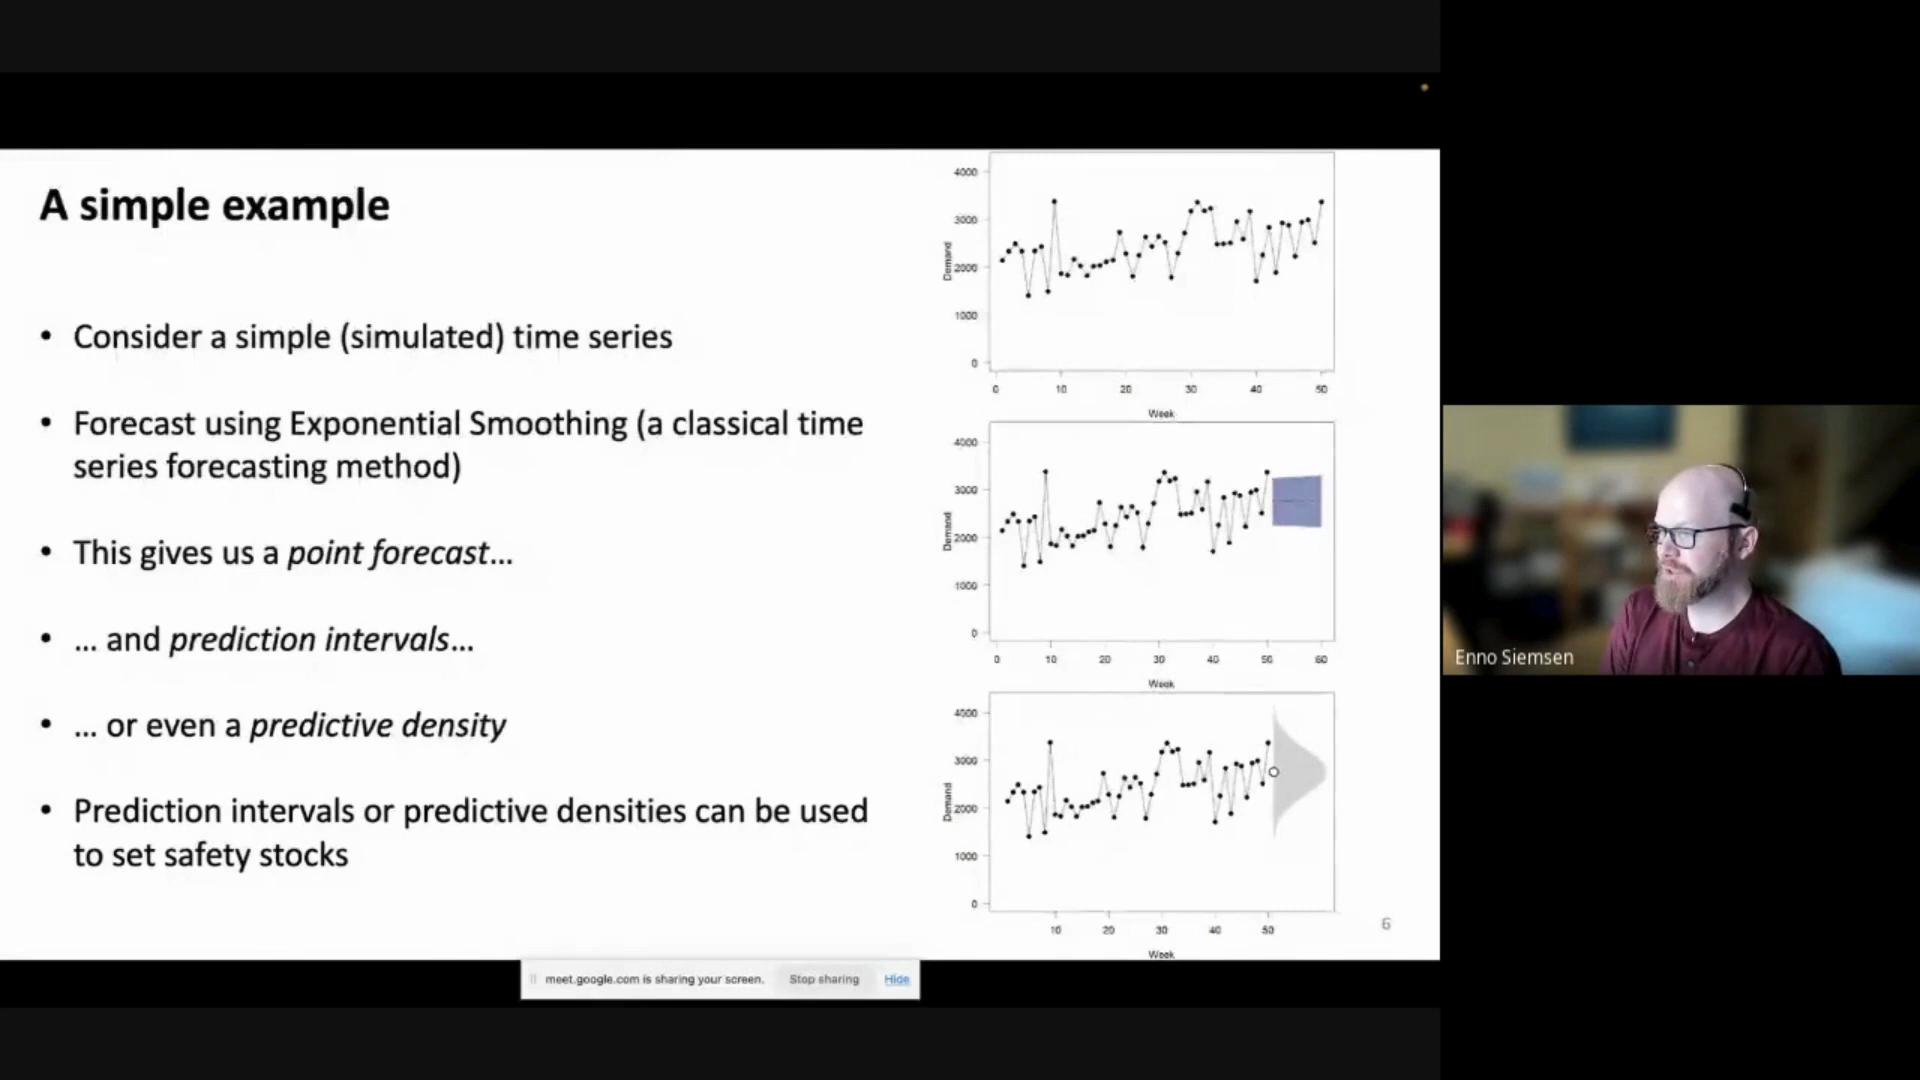 A simple example
• Consider a simple (simulated) time series
• Forecast using Exponential Smoothing (a classical time
series forecasting method)
• This gives us a point forecast...
• ... and prediction intervals...
• ... or even a predictive density
• Prediction intervals or predictive densities can be used
to set safety stocks
4000
3000
2000
1000
0
Demand
0 10 20 30 40 50
Week
4000
3000
2000
1000
0
Demand
0 10 20 30 40 50 60
Week
4000
3000
2000
1000
0
Demand
10 20 30 40 50
Week
6
Enno Siemsen
meet.google.com is sharing your screen. Stop sharing Hide